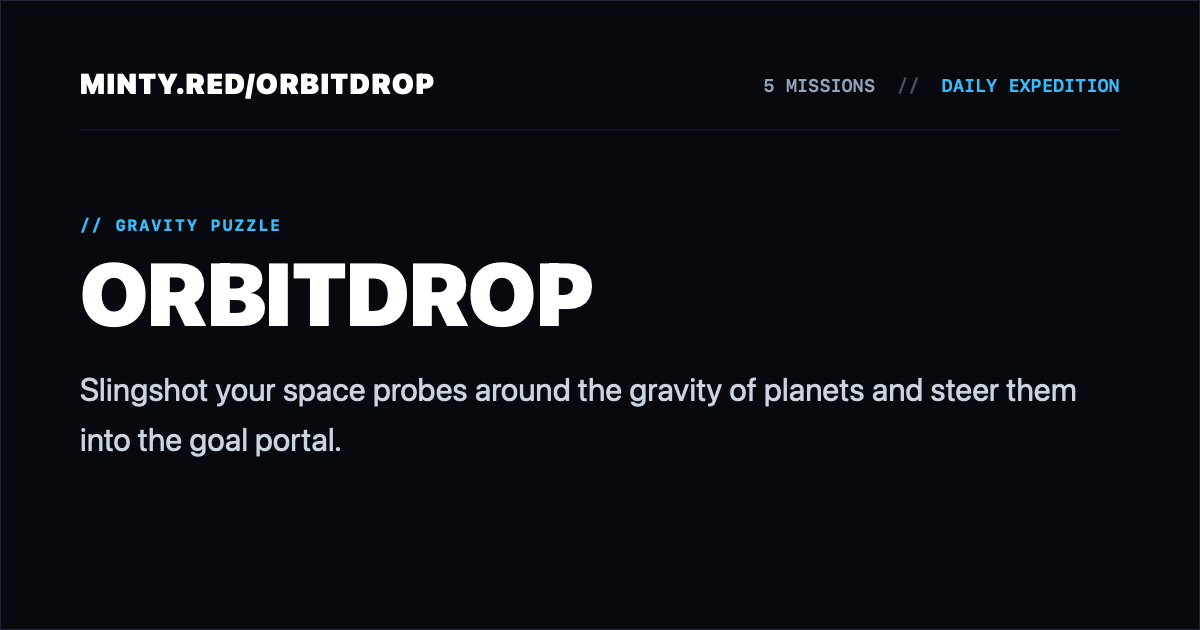 MINTY.RED/ORBITDROP
5 MISSIONS // DAILY EXPEDITION
// GRAVITY PUZZLE
ORBITDROP
Slingshot your space probes around the gravity of planets and steer them
into the goal portal.